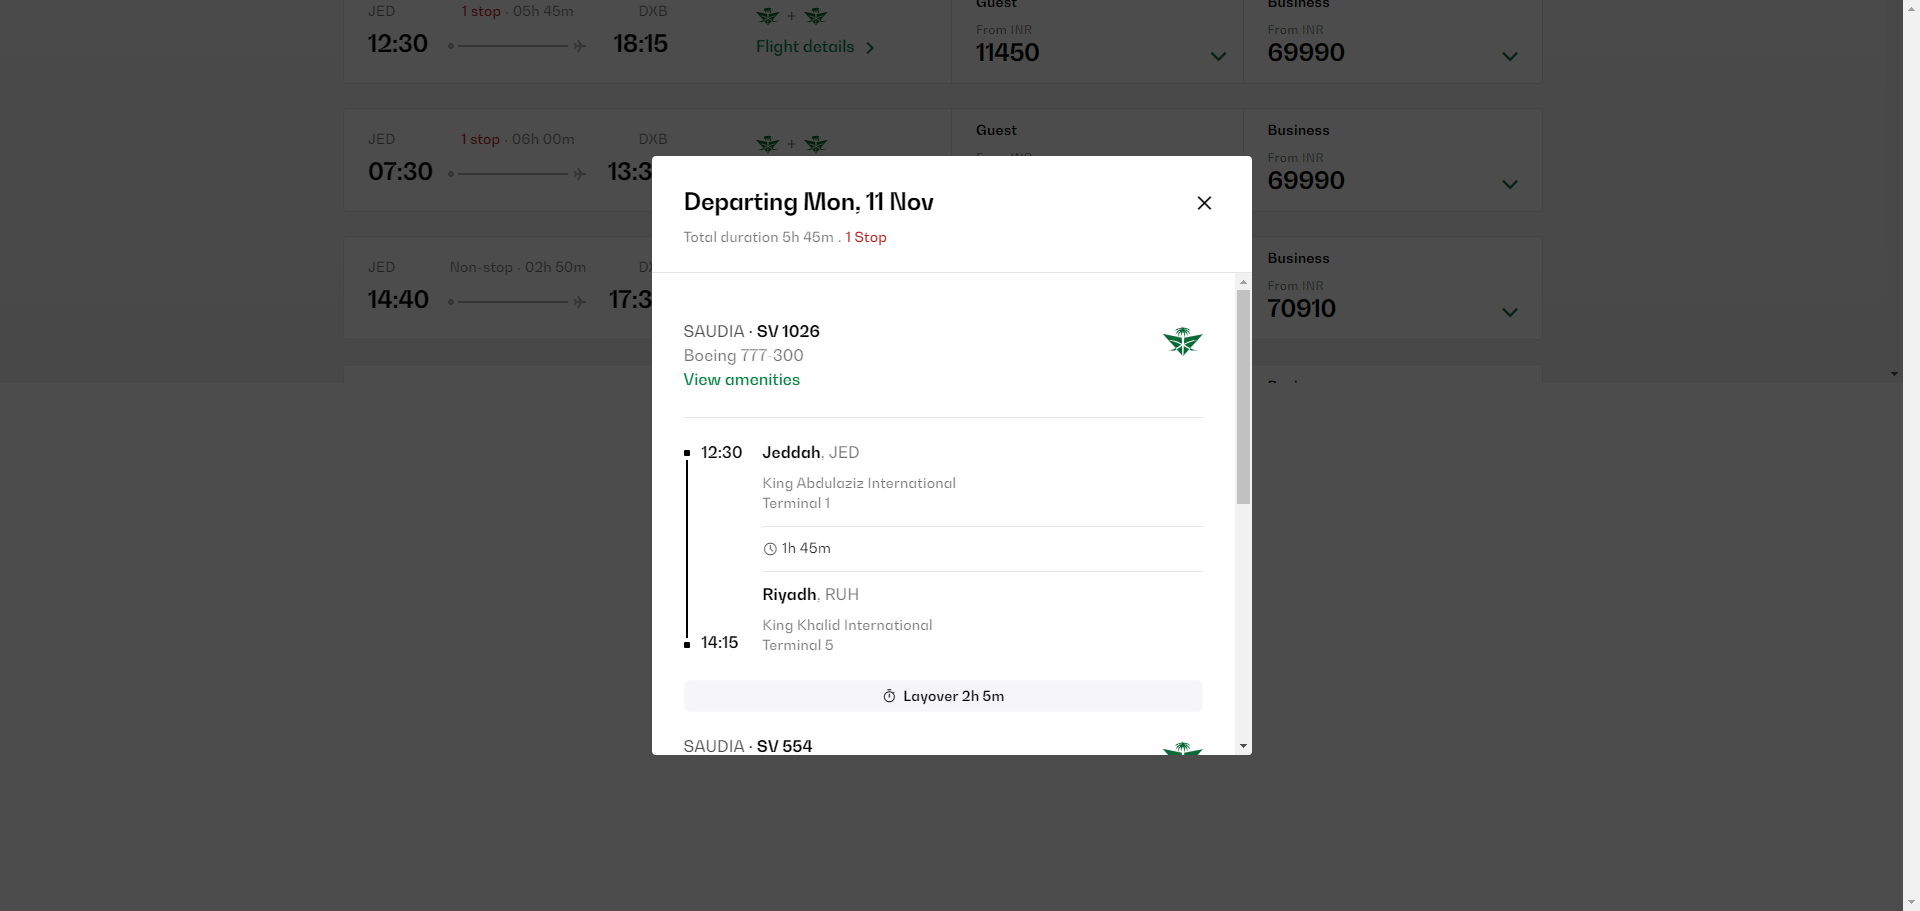 JED 1 stop · 05h 45m DXB
12:30 18:15
+
Flight details
Guest
From INR
11450
Business
From INR
69990
JED 1 stop · 06h 00m DXB
07:30 13:3
+
Guest
Business
From INR
69990
JED Non-stop · 02h 50m
14:40 17:3
Business
From INR
70910
Departing Mon, 11 Nov
Total duration 5h 45m . 1 Stop
SAUDIA · SV 1026
Boeing 777-300
View amenities
12:30 Jeddah, JED
King Abdulaziz International
Terminal 1
1h 45m
Riyadh, RUH
King Khalid International
14:15 Terminal 5
Layover 2h 5m
SAUDIA · SV 554